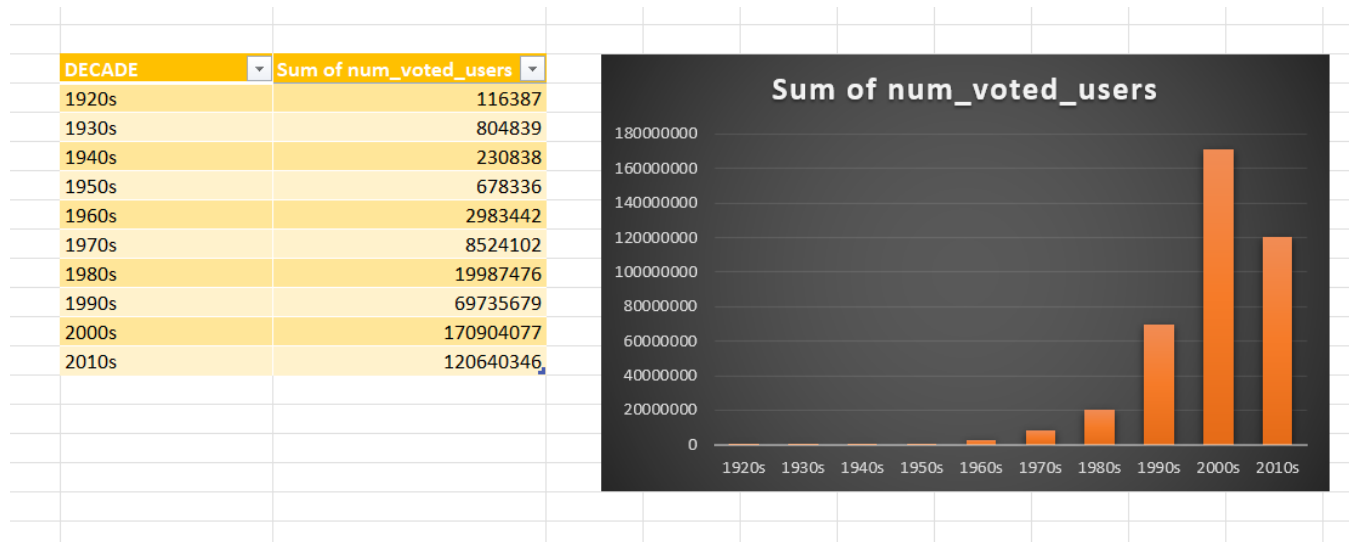 DECADE Sum of num_voted_users
1920s 116387
1930s 804839
1940s 230838
1950s 678336
1960s 2983442
1970s 8524102
1980s 19987476
1990s 69735679
2000s 170904077
2010s 120640346
Sum of num_voted_users
180000000
160000000
140000000
120000000
100000000
80000000
60000000
40000000
20000000
0
1920s 1930s 1940s 1950s 1960s 1970s 1980s 1990s 2000s 2010s